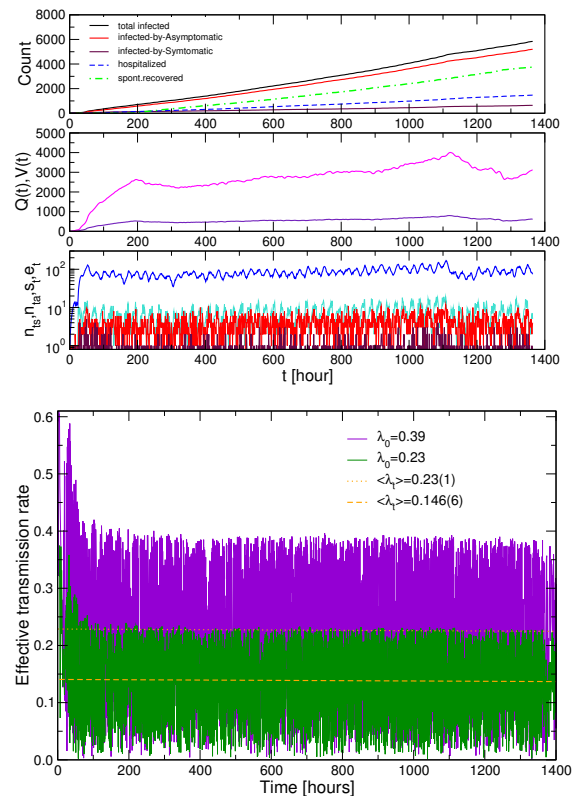 8000
6000
4000
2000
0
Count
total infected
infected-by-Asymptomatic
infected-by-Symtomatic
hospitalized
spont.recovered
0 200 400 600 800 1000 1200 1400
5000
4000
3000
2000
1000
0
Q(t),V(t)
0 200 400 600 800 1000 1200 1400
10^2
10^1
10^0
n_ts,n_ta,s_t,e_t
0 200 400 600 800 1000 1200 1400
t [hour]
0.6
0.5
0.4
0.3
0.2
0.1
0.0
Effective transmission rate
λ_0=0.39
λ_0=0.23
<λ_t>=0.23(1)
<λ_t>=0.146(6)
0 200 400 600 800 1000 1200 1400
Time [hours]